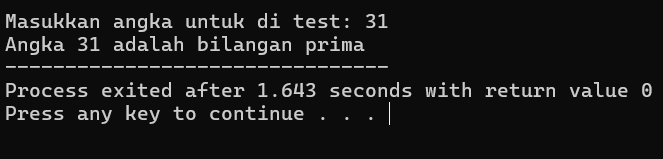 Masukkan angka untuk di test: 31
Angka 31 adalah bilangan prima
--------------------------------
Process exited after 1.643 seconds with return value 0
Press any key to continue . . .